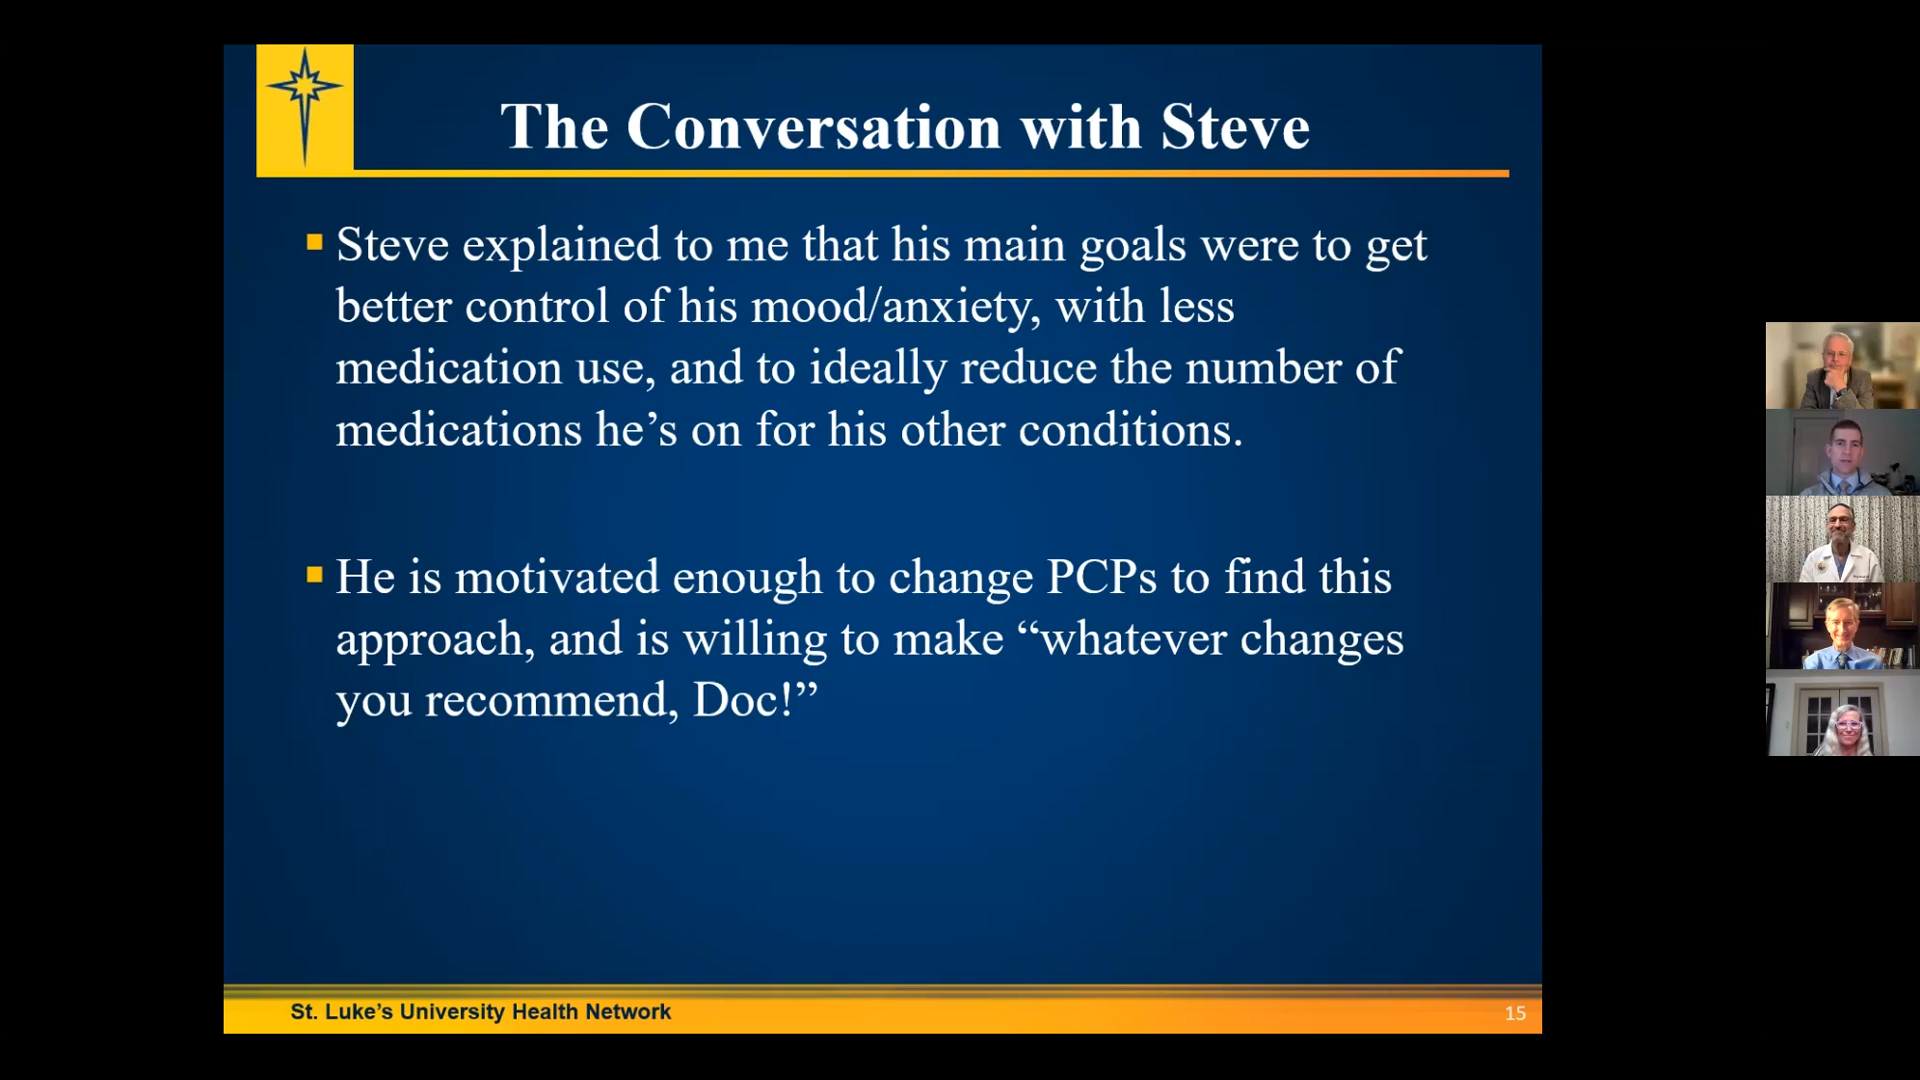 The Conversation with Steve
Steve explained to me that his main goals were to get
better control of his mood/anxiety, with less
medication use, and to ideally reduce the number of
medications he’s on for his other conditions.
He is motivated enough to change PCPs to find this
approach, and is willing to make “whatever changes
you recommend, Doc!”
St. Luke’s University Health Network
15